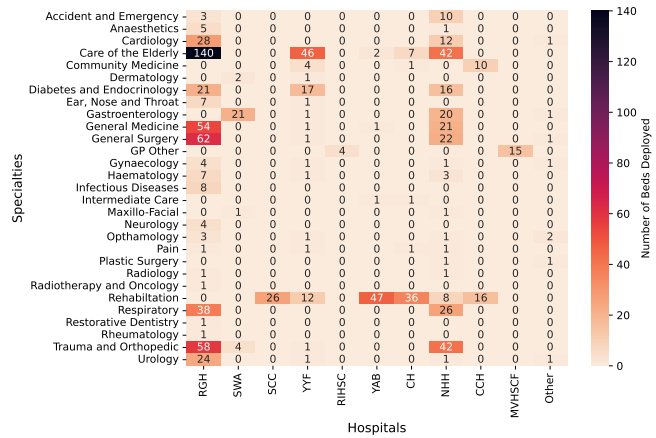 Accident and Emergency 3 0 0 0 0 0 0 10 0 0 0
Anaesthetics 5 0 0 0 0 0 0 1 0 0 0
Cardiology 28 0 0 0 0 0 0 12 0 0 1
Care of the Elderly 140 0 0 46 0 2 7 42 0 0 0
Community Medicine 0 0 0 4 0 0 1 0 10 0 0
Dermatology 0 2 0 1 0 0 0 0 0 0 0
Diabetes and Endocrinology 21 0 0 17 0 0 0 16 0 0 0
Ear, Nose and Throat 7 0 0 1 0 0 0 0 0 0 0
Gastroenterology 0 21 0 1 0 0 0 20 0 0 1
General Medicine 54 0 0 1 0 1 0 21 0 0 0
General Surgery 62 0 0 1 0 0 0 22 0 0 1
GP Other 0 0 0 0 4 0 0 0 0 15 0
Gynaecology 4 0 0 1 0 0 0 1 0 0 1
Haematology 7 0 0 1 0 0 0 3 0 0 0
Infectious Diseases 8 0 0 0 0 0 0 0 0 0 0
Intermediate Care 0 0 0 0 0 1 1 0 0 0 0
Maxillo-Facial 0 1 0 0 0 0 0 1 0 0 0
Neurology 4 0 0 0 0 0 0 0 0 0 0
Opthamology 3 0 0 1 0 0 0 1 0 0 2
Pain 1 0 0 1 0 0 1 1 0 0 0
Plastic Surgery 0 0 0 0 0 0 0 1 0 0 1
Radiology 1 0 0 0 0 0 0 1 0 0 0
Radiotherapy and Oncology 1 0 0 0 0 0 0 0 0 0 0
Rehabiltation 0 0 26 12 0 47 36 8 16 0 0
Respiratory 38 0 0 0 0 0 0 26 0 0 0
Restorative Dentistry 1 0 0 0 0 0 0 0 0 0 0
Rheumatology 1 0 0 0 0 0 0 0 0 0 0
Trauma and Orthopedic 58 4 0 1 0 0 0 42 0 0 0
Urology 24 0 0 1 0 0 0 1 0 0 1
RGH SWA SCC YYF RIHSC YAB CH NHH CCH MVHSCF Other
Hospitals
Specialties
140
120
100
80
60
40
20
0
Number of Beds Deployed